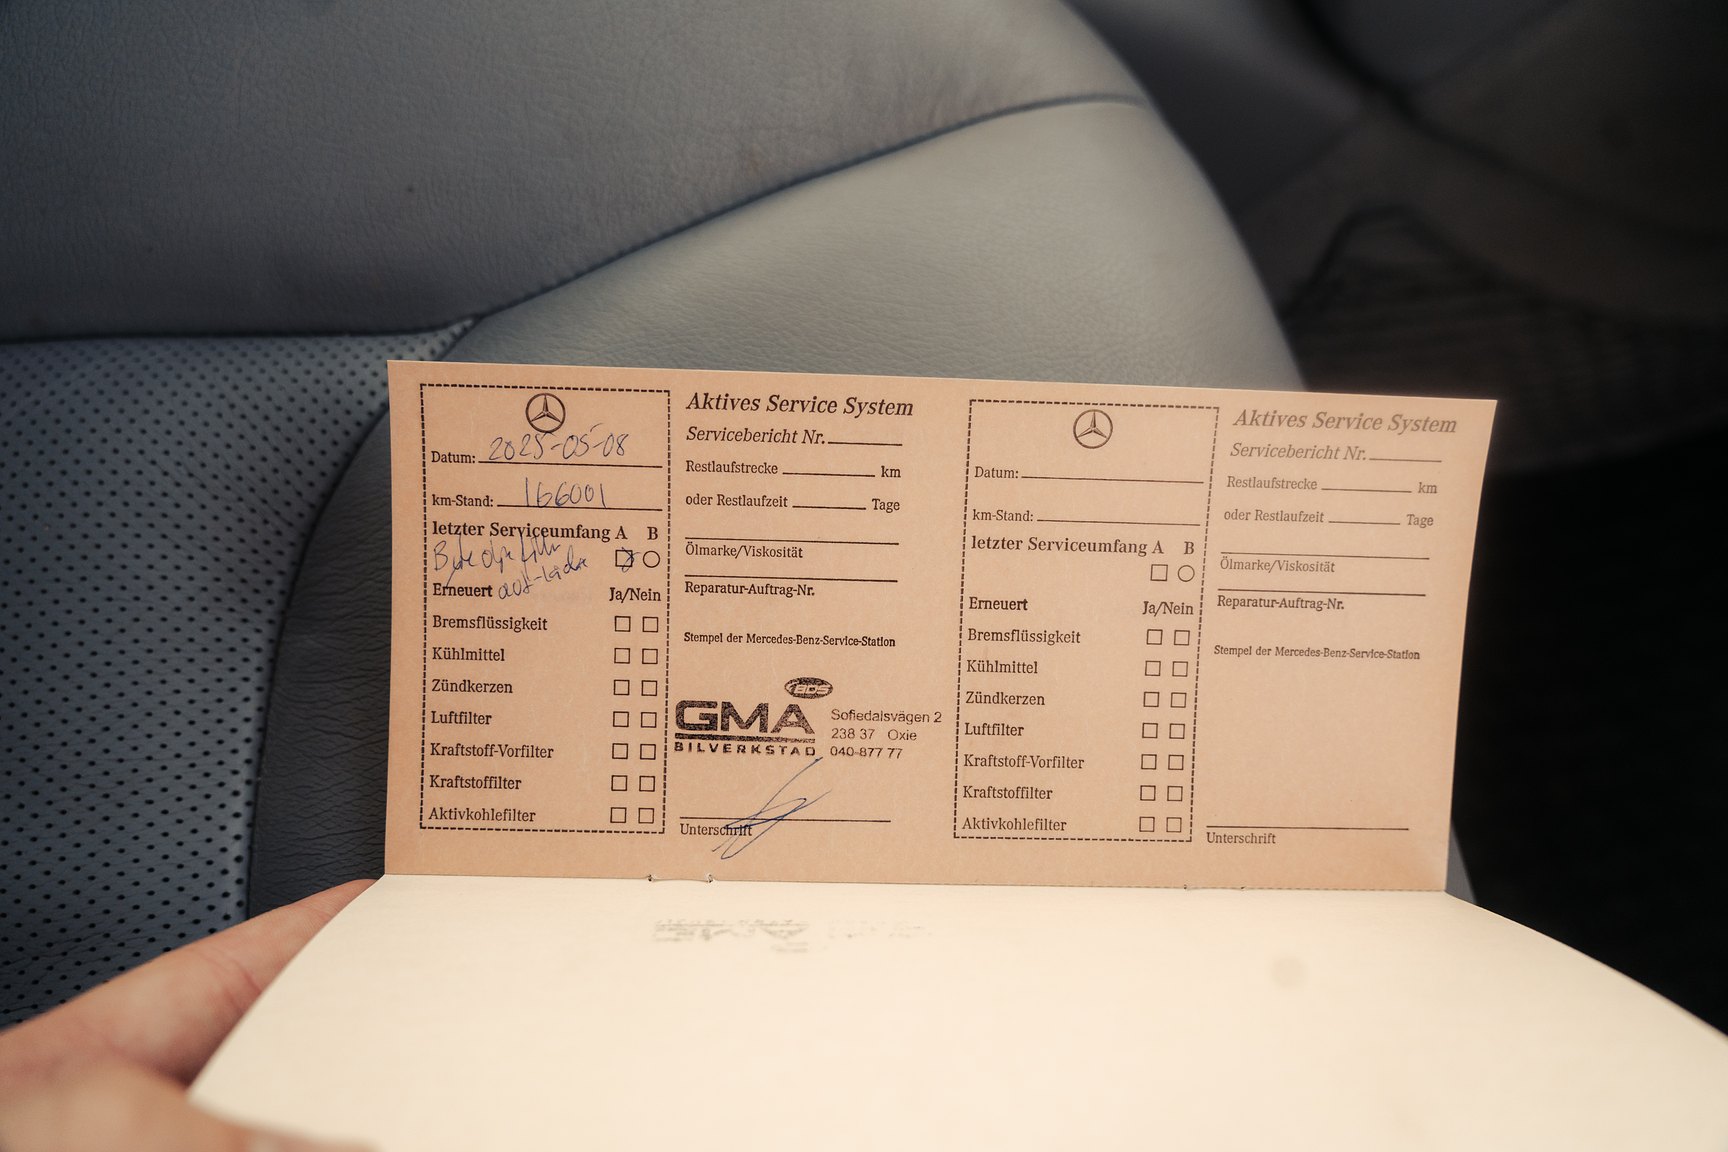 Datum: 2025-05-08
km-Stand: 166001
letzter Serviceumfang A B
Byte olja filter
Erneuert Ja/Nein
Bremsflüssigkeit
Kühlmittel
Zündkerzen
Luftfilter
Kraftstoff-Vorfilter
Kraftstoffilter
Aktivkohlefilter
Aktives Service System
Servicebericht Nr.
Restlaufstrecke km
oder Restlaufzeit Tage
Ölmarke/Viskosität
Reparatur-Auftrag-Nr.
Stempel der Mercedes-Benz-Service-Station
BDS
GMA
BILVERKSTAD
Sofiedalsvägen 2
238 37 Oxie
040-877 77
Unterschrift
Datum:
km-Stand:
letzter Serviceumfang A B
Erneuert Ja/Nein
Bremsflüssigkeit
Kühlmittel
Zündkerzen
Luftfilter
Kraftstoff-Vorfilter
Kraftstoffilter
Aktivkohlefilter
Aktives Service System
Servicebericht Nr.
Restlaufstrecke km
oder Restlaufzeit Tage
Ölmarke/Viskosität
Reparatur-Auftrag-Nr.
Stempel der Mercedes-Benz-Service-Station
Unterschrift